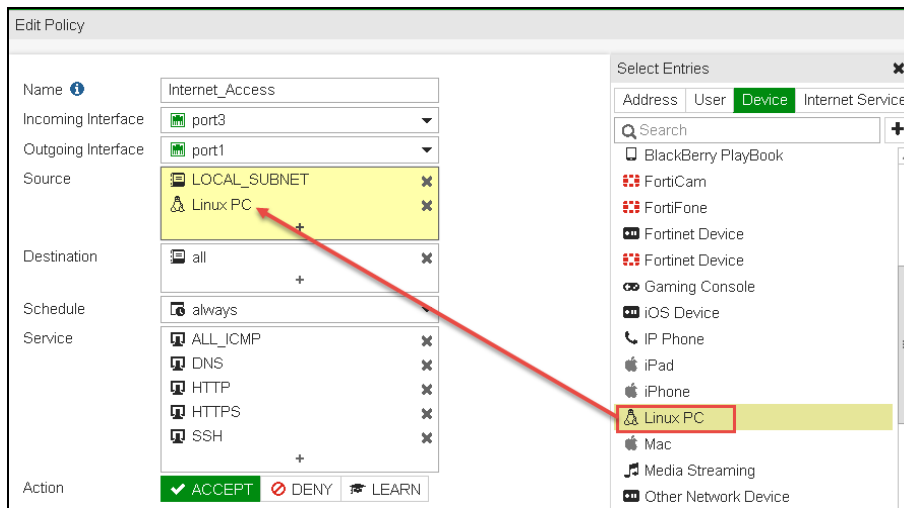 Edit Policy
Name
Internet_Access
Incoming Interface
port3
Outgoing Interface
port1
Source
LOCAL_SUBNET
Linux PC
+
Destination
all
+
Schedule
always
Service
ALL_ICMP
DNS
HTTP
HTTPS
SSH
+
Action
ACCEPT DENY LEARN
Select Entries
Address User Device Internet Service
Search
BlackBerry PlayBook
FortiCam
FortiFone
Fortinet Device
Fortinet Device
Gaming Console
iOS Device
IP Phone
iPad
iPhone
Linux PC
Mac
Media Streaming
Other Network Device